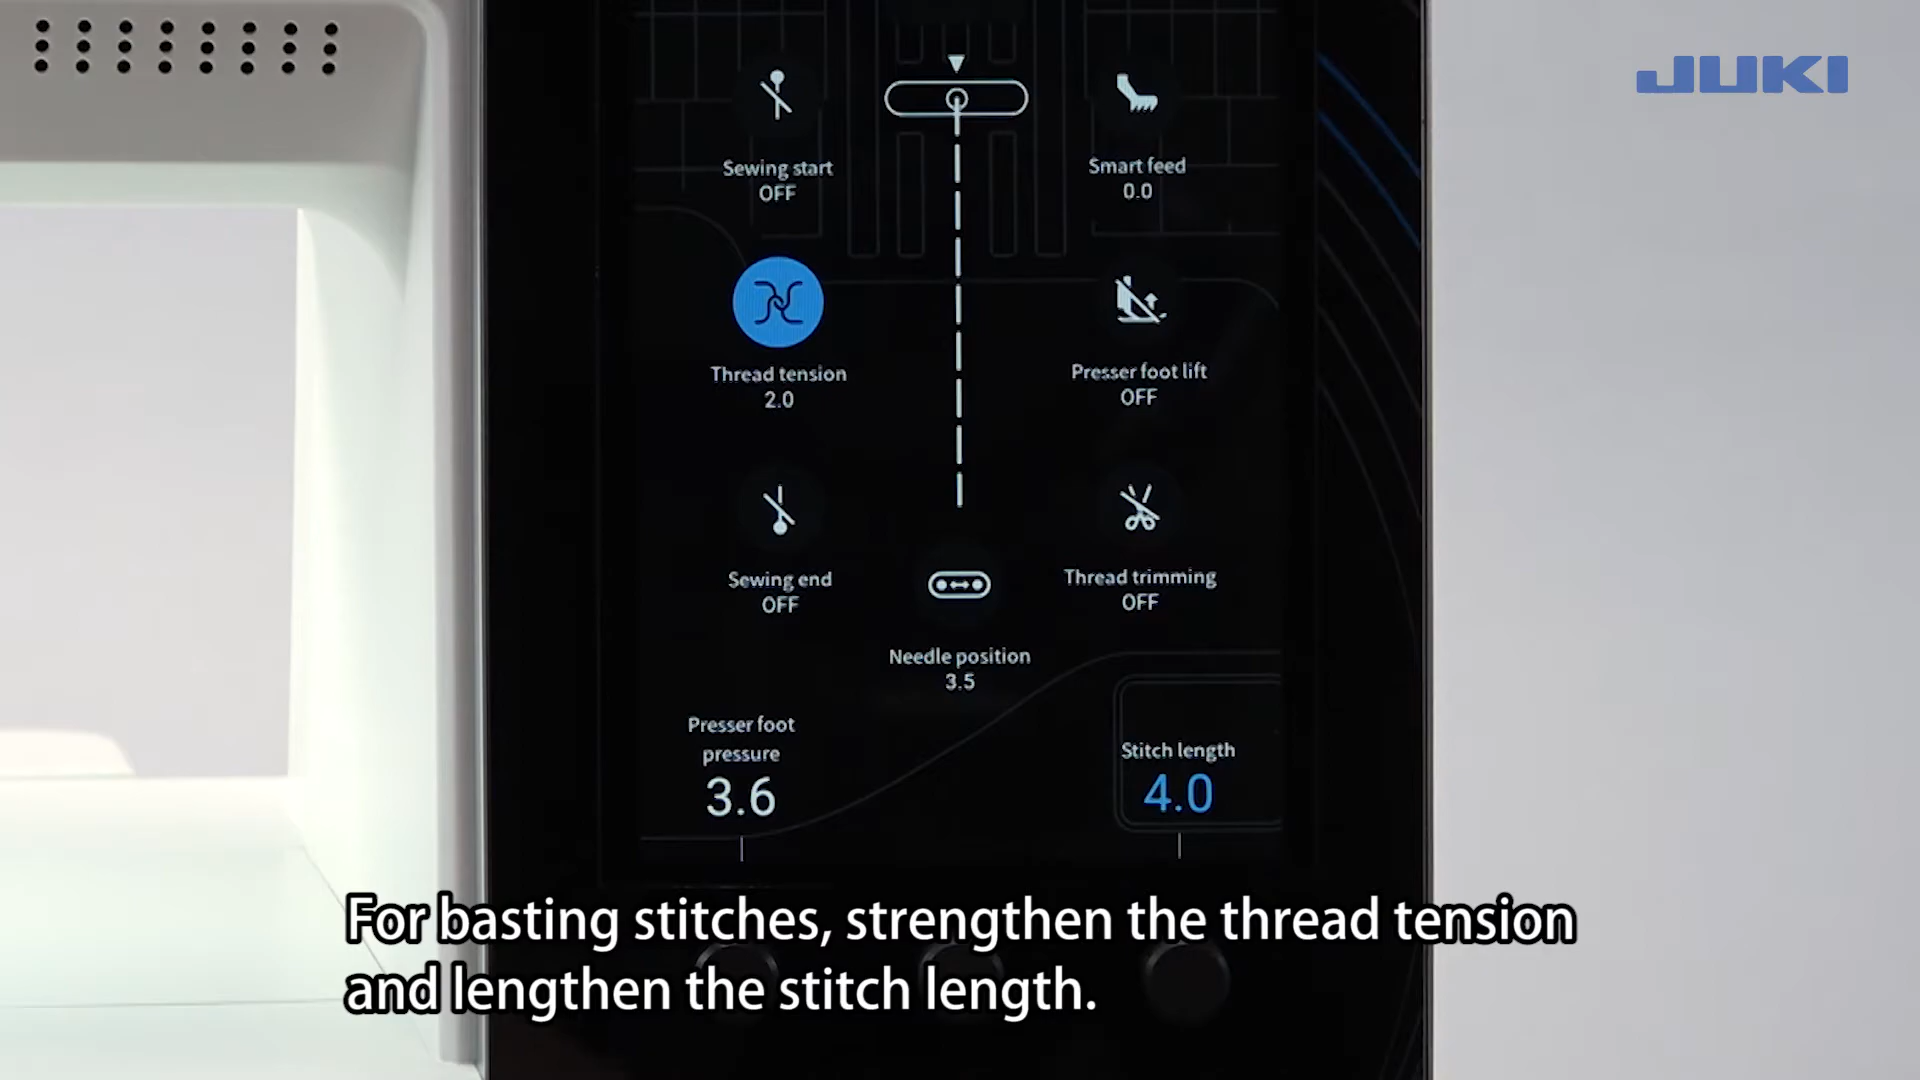 JUKI
Sewing start
OFF
Smart feed
0.0
Thread tension
2.0
Presser foot lift
OFF
Sewing end
OFF
Thread trimming
OFF
Needle position
3.5
Presser foot
pressure
3.6
Stitch length
4.0
For basting stitches, strengthen the thread tension
and lengthen the stitch length.